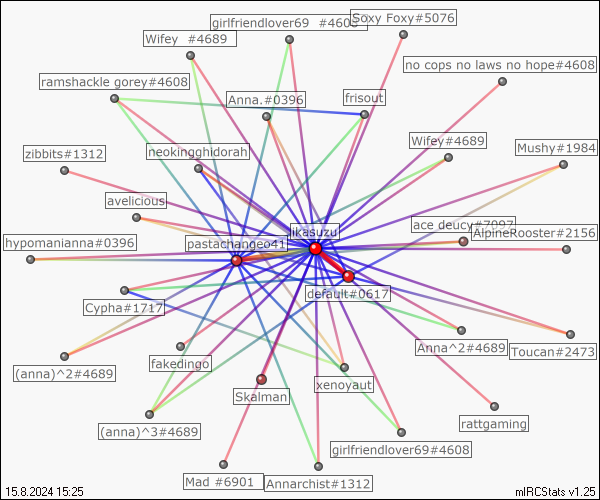 girlfriendlover69 #4608
Soxy Foxy#5076
Wifey #4689
no cops no laws no hope#4608
ramshackle gorey#4608
Anna.#0396
frisout
Wifey#4689
Mushy#1984
zibbits#1312
neokingghidorah
avelicious
likasuzu
ace deucy#7097
AlpineRooster#2156
hypomanianna#0396
pastachangeo41
default#0617
Cypha#1717
Anna^2#4689
Toucan#2473
fakedingo
(anna)^2#4689
xenoyaut
Skalman
rattgaming
(anna)^3#4689
girlfriendlover69#4608
Mad #6901
Annarchist#1312
15.8.2024 15:25
mIRCStats v1.25